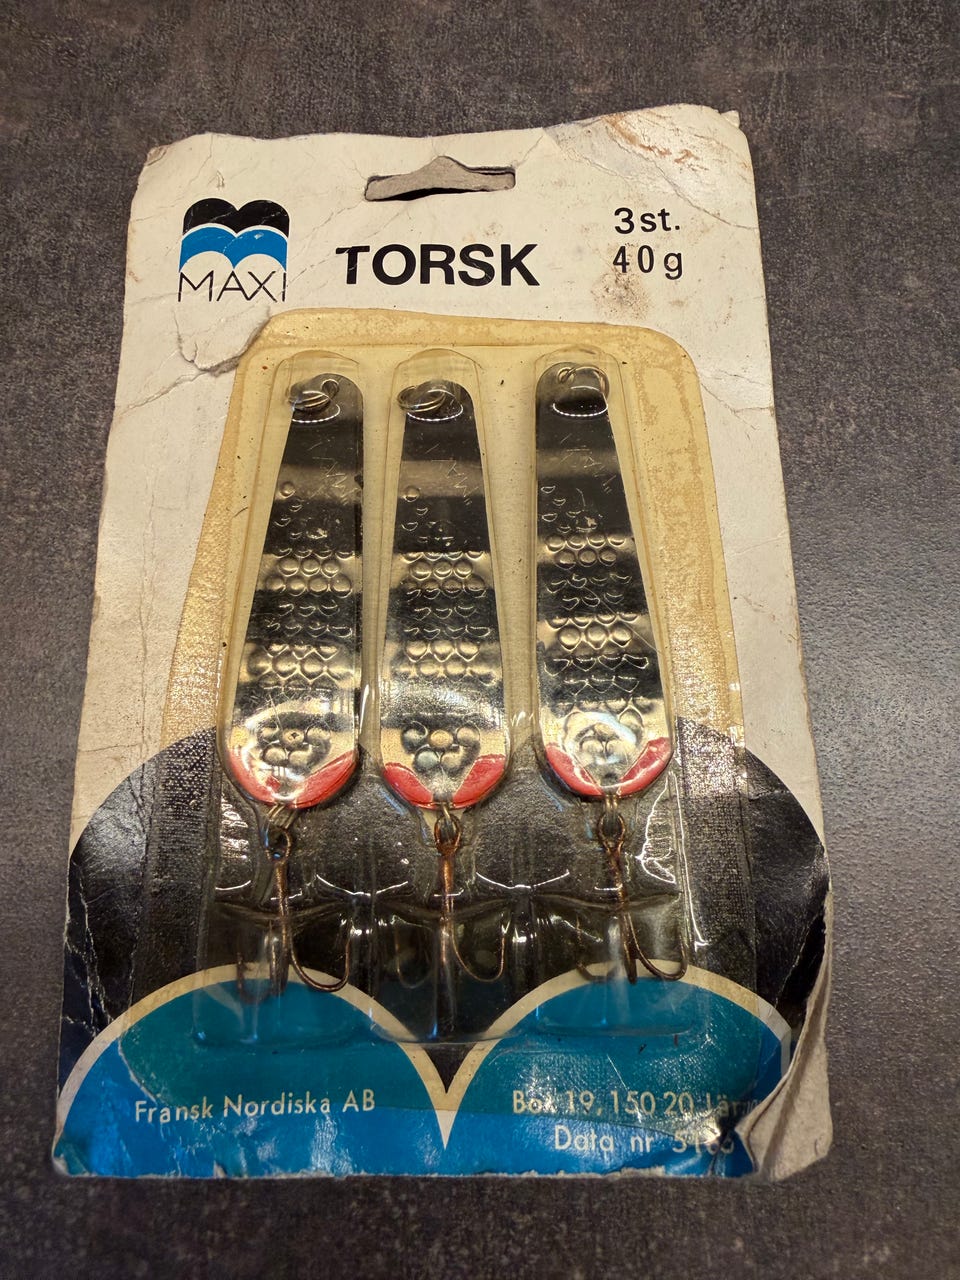 MAXI
TORSK
3st.
40g
Fransk Nordiska AB
Box 19, 150 20
Data nr